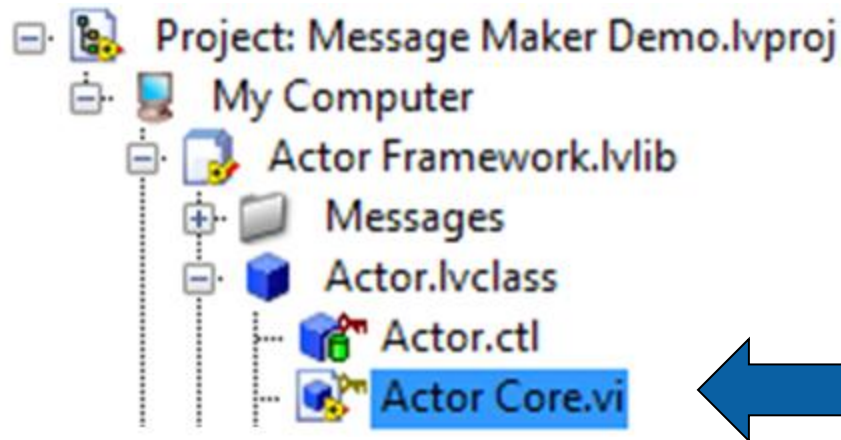 Project: Message Maker Demo.lvproj
My Computer
Actor Framework.lvlib
Messages
Actor.lvclass
Actor.ctl
Actor Core.vi